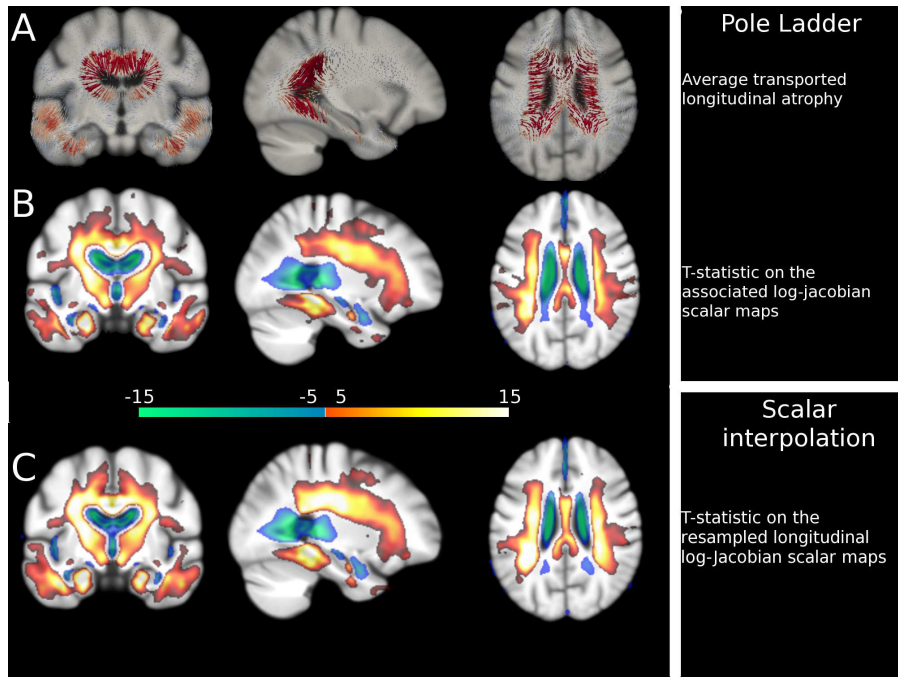 A
Pole Ladder
Average transported
longitudinal atrophy
B
T-statistic on the
associated log-jacobian
scalar maps
-15 -5 5 15
Scalar
interpolation
C
T-statistic on the
resampled longitudinal
log-Jacobian scalar maps